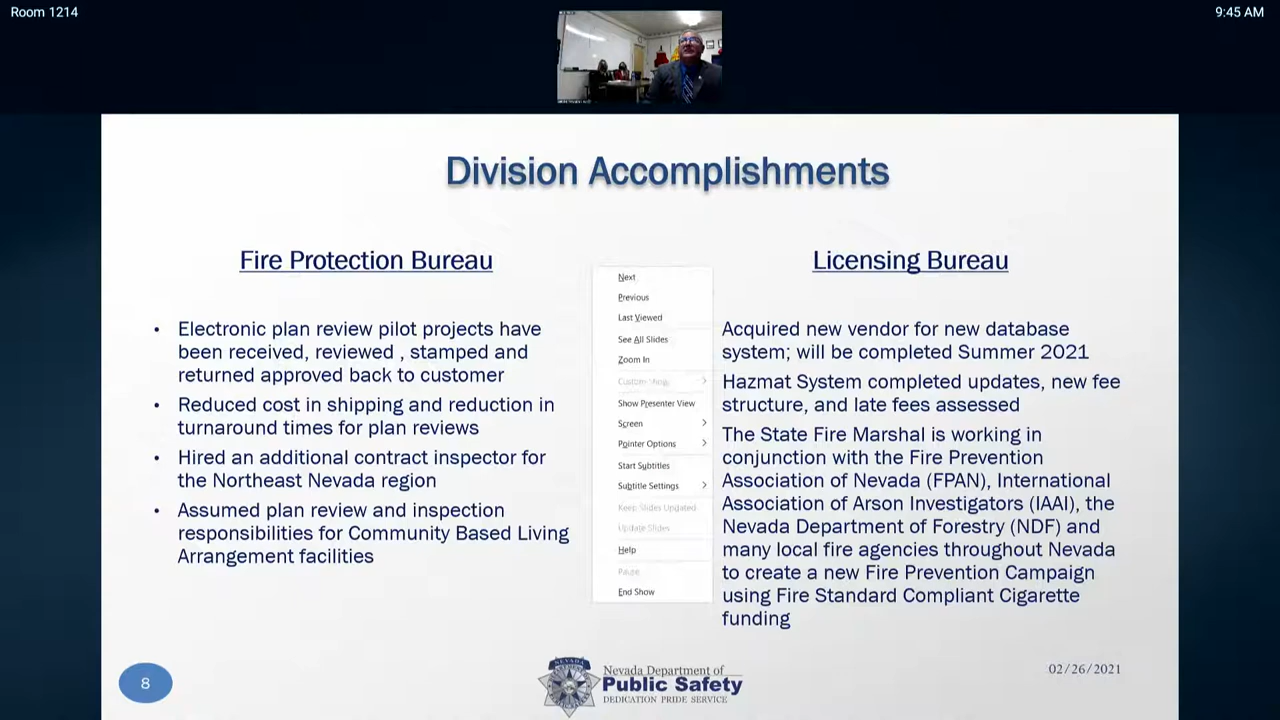 Room 1214
9:45 AM
Division Accomplishments
Fire Protection Bureau
• Electronic plan review pilot projects have
been received, reviewed , stamped and
returned approved back to customer
• Reduced cost in shipping and reduction in
turnaround times for plan reviews
• Hired an additional contract inspector for
the Northeast Nevada region
• Assumed plan review and inspection
responsibilities for Community Based Living
Arrangement facilities
Next
Previous
Last Viewed
See All Slides
Zoom In
Custom Show
Show Presenter View
Screen
Pointer Options
Start Subtitles
Subtitle Settings
Keep Slides Updated
Update Slides
Help
Pause
End Show
Licensing Bureau
Acquired new vendor for new database
system; will be completed Summer 2021
Hazmat System completed updates, new fee
structure, and late fees assessed
The State Fire Marshal is working in
conjunction with the Fire Prevention
Association of Nevada (FPAN), International
Association of Arson Investigators (IAAI), the
Nevada Department of Forestry (NDF) and
many local fire agencies throughout Nevada
to create a new Fire Prevention Campaign
using Fire Standard Compliant Cigarette
funding
8
NEVADA
Nevada Department of
Public Safety
DEDICATION PRIDE SERVICE
02/26/2021